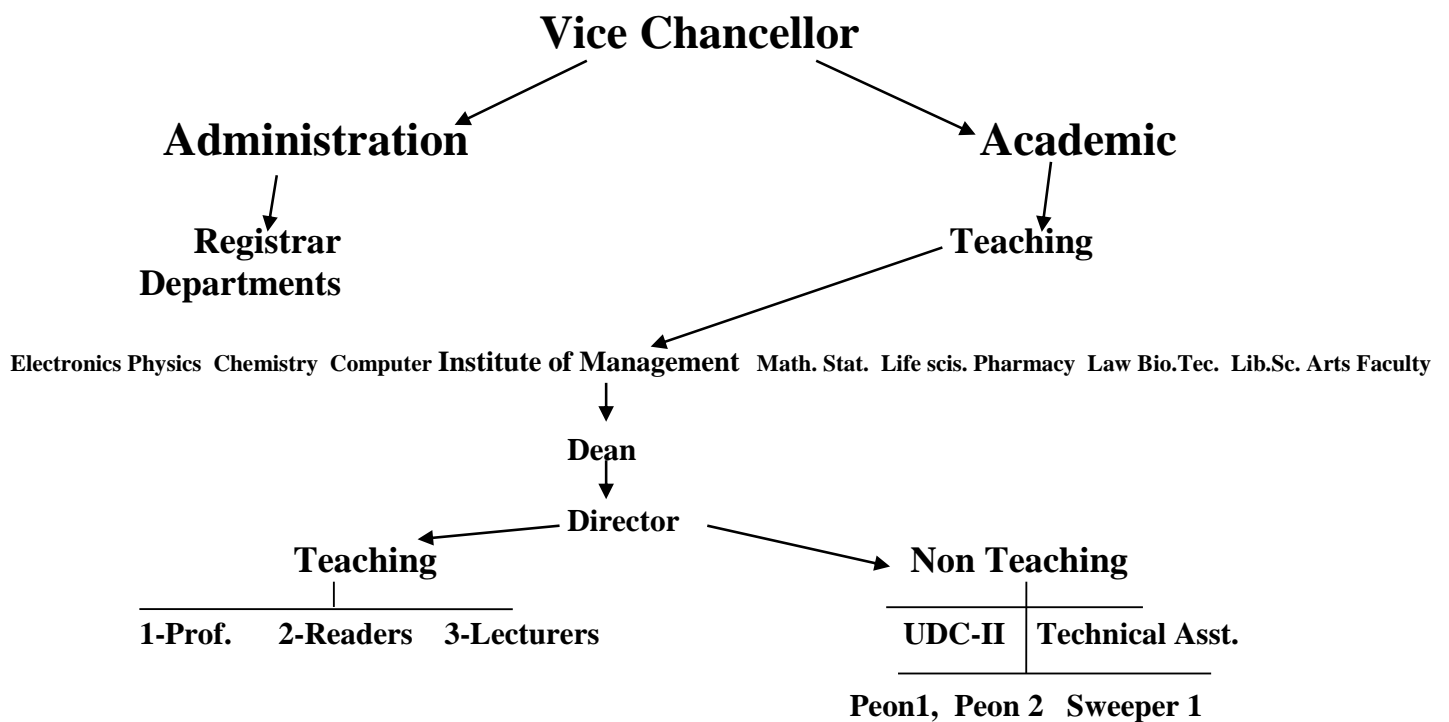 Vice Chancellor
Administration Academic
Registrar Teaching
Departments
Electronics Physics Chemistry Computer Institute of Management Math. Stat. Life scis. Pharmacy Law Bio.Tec. Lib.Sc. Arts Faculty
Dean
Director
Teaching Non Teaching
1-Prof. 2-Readers 3-Lecturers UDC-II Technical Asst.
Peon1, Peon 2 Sweeper 1